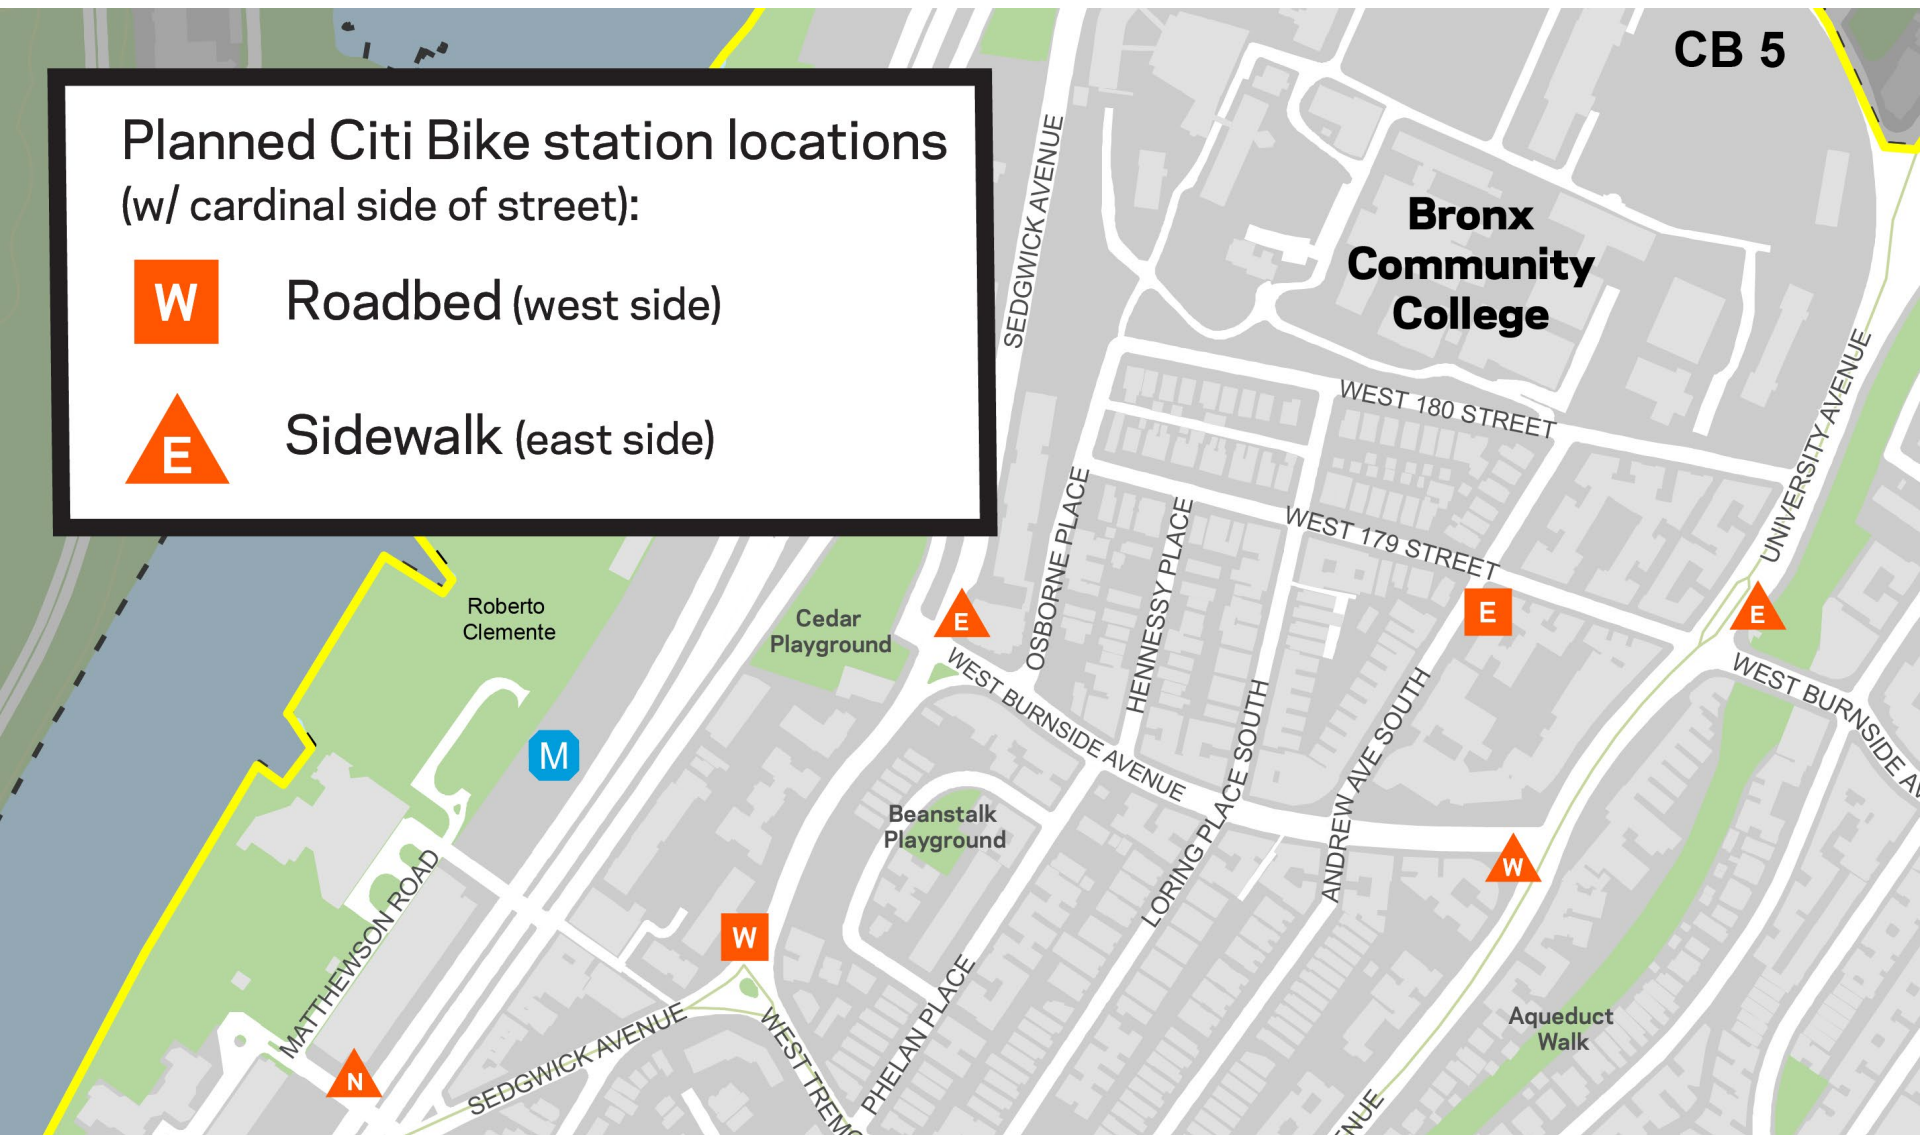 CB 5
Planned Citi Bike station locations
(w/ cardinal side of street):
W Roadbed (west side)
E Sidewalk (east side)
SEDGWICK AVENUE
Bronx
Community
College
WEST 180 STREET
UNIVERSITY AVENUE
WEST 179 STREET
OSBORNE PLACE
HENNESSY PLACE
Roberto
Clemente
Cedar
Playground
E
E
E
WEST BURNSIDE AVENUE
WEST BURNSIDE AV
LORING PLACE SOUTH
ANDREW AVE SOUTH
M
Beanstalk
Playground
W
W
MATTHEWSON ROAD
N
SEDGWICK AVENUE
WEST TREMO
PHELAN PLACE
Aqueduct
Walk
ENUE